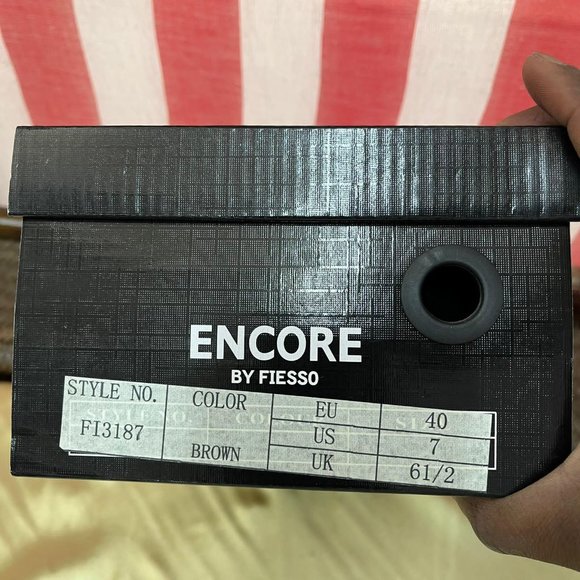 ENCORE
BY FIESSO
STYLE NO. COLOR EU 40
FI3187 US 7
BROWN UK 61/2